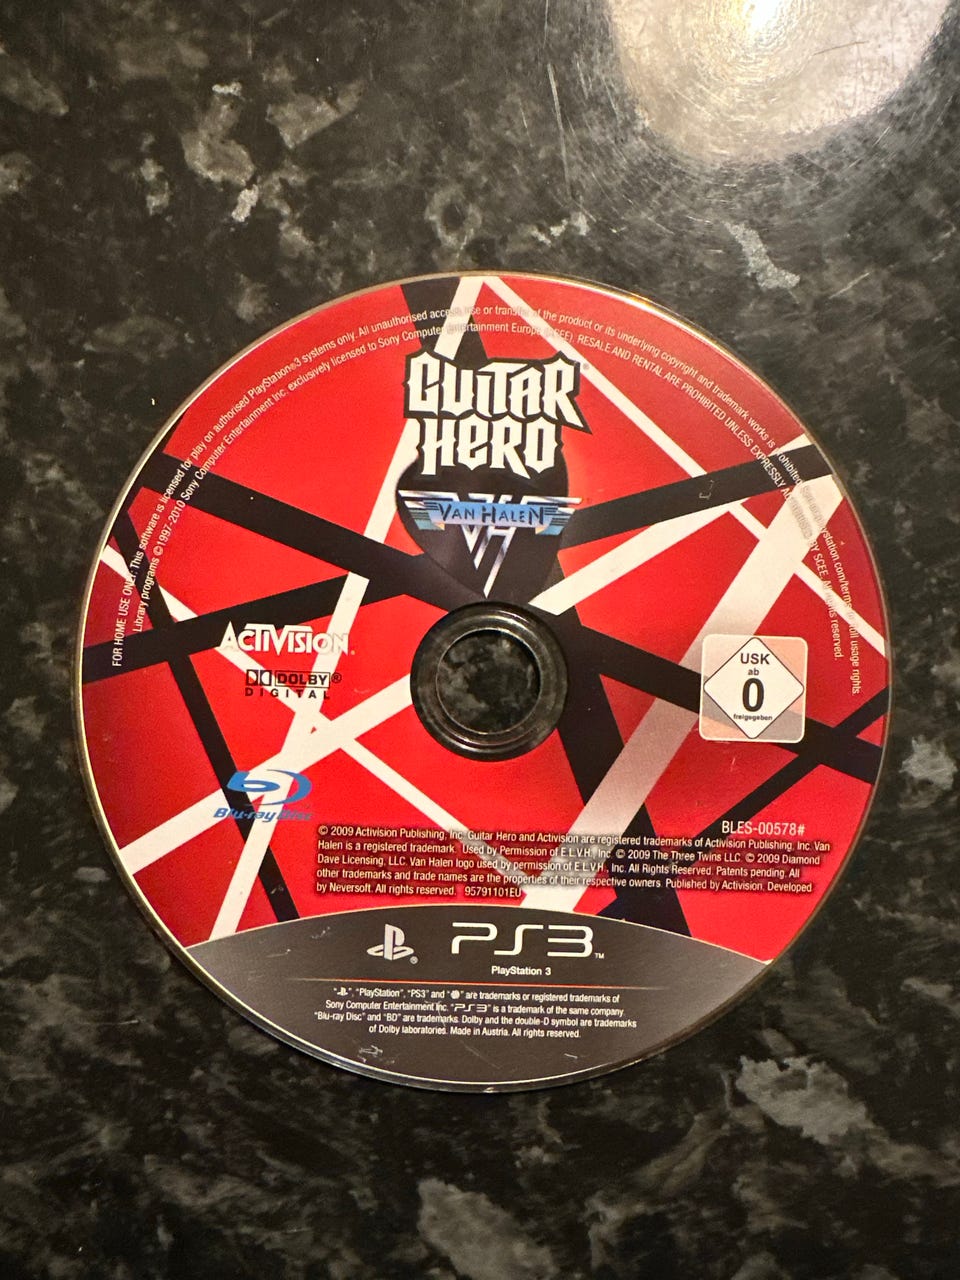 FOR HOME USE ONLY: This software is licensed for play on authorised PlayStation®3 systems only. All unauthorised access, use or transfer of the product or its underlying copyright and trademark works is prohibited. playstation.com/terms for full usage rights.
Library programs ©1997-2010 Sony Computer Entertainment Inc. exclusively licensed to Sony Computer Entertainment Europe (SCEE). RESALE AND RENTAL ARE PROHIBITED UNLESS EXPRESSLY AUTHORISED BY SCEE. All rights reserved.
GUITAR
HERO®
VAN HALEN
ACTIVISION®
DOLBY®
DIGITAL
USK
ab
0
freigegeben
Blu-ray Disc
BLES-00578#
© 2009 Activision Publishing, Inc. Guitar Hero and Activision are registered trademarks of Activision Publishing, Inc. Van
Halen is a registered trademark. Used by Permission of E.L.V.H., Inc. © 2009 The Three Twins LLC. © 2009 Diamond
Dave Licensing, LLC. Van Halen logo used by permission of E.L.V.H., Inc. All Rights Reserved. Patents pending. All
other trademarks and trade names are the properties of their respective owners. Published by Activision. Developed
by Neversoft. All rights reserved. 95791101EU
PS3™
PlayStation 3
"", "PlayStation", "PS3" and "" are trademarks or registered trademarks of
Sony Computer Entertainment Inc. "PS3" is a trademark of the same company.
"Blu-ray Disc" and "BD" are trademarks. Dolby and the double-D symbol are trademarks
of Dolby laboratories. Made in Austria. All rights reserved.